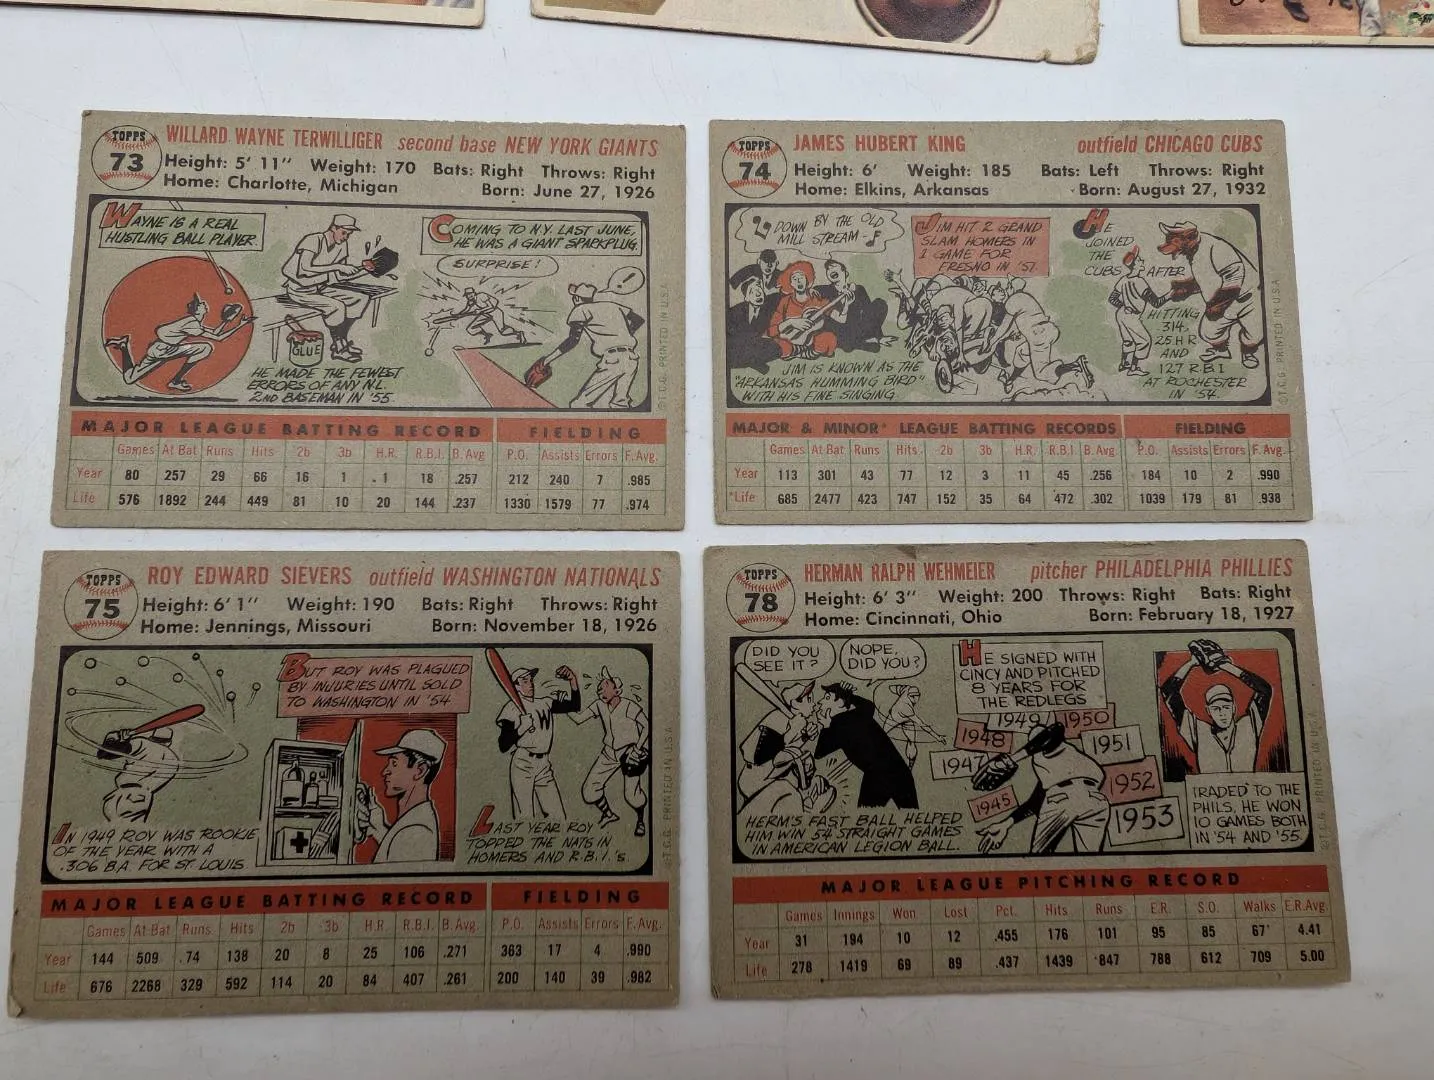 TOPPS
73
WILLARD WAYNE TERWILLIGER second base NEW YORK GIANTS
Height: 5' 11" Weight: 170 Bats: Right Throws: Right
Home: Charlotte, Michigan Born: June 27, 1926
WAYNE IS A REAL
HUSTLING BALL PLAYER.
GLUE
HE MADE THE FEWEST
ERRORS OF ANY N.L.
2ND BASEMAN IN '55.
COMING TO N.Y. LAST JUNE,
HE WAS A GIANT SPARKPLUG.
SURPRISE!
!
©T.C.G. PRINTED IN U.S.A.
MAJOR LEAGUE BATTING RECORD FIELDING
Games At Bat Runs Hits 2b 3b H.R. R.B.I. B.Avg P.O. Assists Errors F.Avg.
Year 80 257 29 66 16 1 1 18 .257 212 240 7 .985
Life 576 1892 244 449 81 10 20 144 .237 1330 1579 77 .974
TOPPS
74
JAMES HUBERT KING outfield CHICAGO CUBS
Height: 6' Weight: 185 Bats: Left Throws: Right
Home: Elkins, Arkansas Born: August 27, 1932
DOWN BY THE OLD
MILL STREAM-
JIM IS KNOWN AS THE
"ARKANSAS HUMMING BIRD"
WITH HIS FINE SINGING.
JIM HIT 2 GRAND
SLAM HOMERS IN
1 GAME FOR
FRESNO IN '51.
HE
JOINED
THE
CUBS AFTER
HITTING
.314,
25 H.R.
AND
127 R.B.I.
AT ROCHESTER
IN '54.
©T.C.G. PRINTED IN U.S.A.
MAJOR & MINOR* LEAGUE BATTING RECORDS FIELDING
Games At Bat Runs Hits 2b 3b H.R. R.B.I. B.Avg. P.O. Assists Errors F.Avg.
Year 113 301 43 77 12 3 11 45 .256 184 10 2 .990
*Life 685 2477 423 747 152 35 64 472 .302 1039 179 81 .938
TOPPS
75
ROY EDWARD SIEVERS outfield WASHINGTON NATIONALS
Height: 6' 1" Weight: 190 Bats: Right Throws: Right
Home: Jennings, Missouri Born: November 18, 1926
IN 1949 ROY WAS ROOKIE
OF THE YEAR WITH A
.306 B.A. FOR ST. LOUIS.
BUT ROY WAS PLAGUED
BY INJURIES UNTIL SOLD
TO WASHINGTON IN '54
W
LAST YEAR ROY
TOPPED THE NATS IN
HOMERS AND R.B.I.'s.
©T.C.G. PRINTED IN U.S.A.
MAJOR LEAGUE BATTING RECORD FIELDING
Games At Bat Runs Hits 2b 3b H.R. R.B.I. B.Avg. P.O. Assists Errors F.Avg.
Year 144 509 74 138 20 8 25 106 .271 363 17 4 .990
Life 676 2268 329 592 114 20 84 407 .261 200 140 39 .982
TOPPS
78
HERMAN RALPH WEHMEIER pitcher PHILADELPHIA PHILLIES
Height: 6' 3" Weight: 200 Throws: Right Bats: Right
Home: Cincinnati, Ohio Born: February 18, 1927
DID YOU
SEE IT?
NOPE,
DID YOU?
HERM'S FAST BALL HELPED
HIM WIN 54 STRAIGHT GAMES
IN AMERICAN LEGION BALL.
HE SIGNED WITH
CINCY AND PITCHED
8 YEARS FOR
THE REDLEGS
1945
1947
1948
1949
1950
1951
1952
1953
TRADED TO THE
PHILS, HE WON
10 GAMES BOTH
IN '54 AND '55.
©T.C.G. PRINTED IN U.S.A.
MAJOR LEAGUE PITCHING RECORD
Games Innings Won Lost Pct. Hits Runs E.R. S.O. Walks E.R.Avg.
Year 31 194 10 12 .455 176 101 95 85 67 4.41
Life 278 1419 69 89 .437 1439 847 788 612 709 5.00